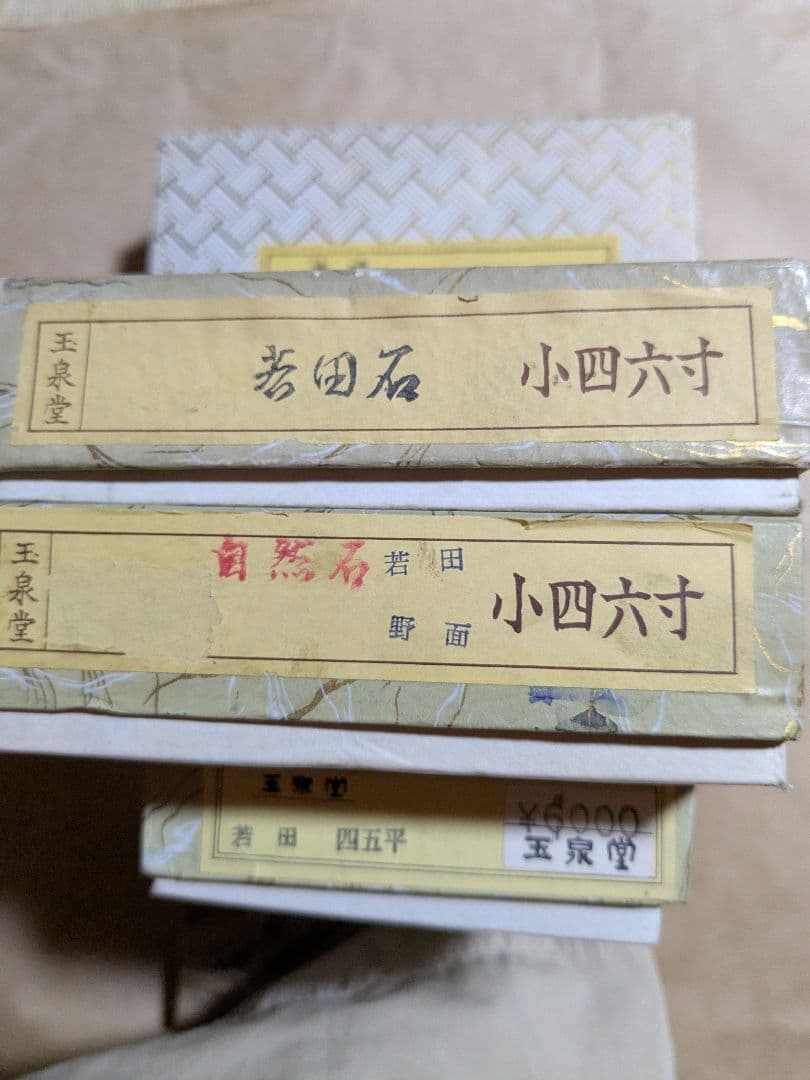 玉泉堂
若田石 小四六寸
玉泉堂
自然石 若田 小四六寸
野面
玉泉堂
¥6000
若田 四五平
玉泉堂